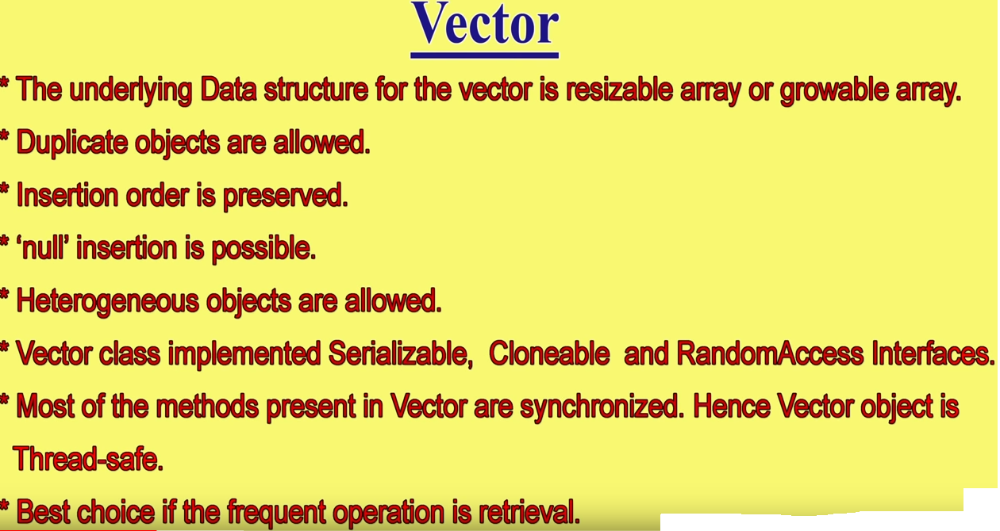 Vector
* The underlying Data structure for the vector is resizable array or growable array.
* Duplicate objects are allowed.
* Insertion order is preserved.
* ‘null’ insertion is possible.
* Heterogeneous objects are allowed.
* Vector class implemented Serializable, Cloneable and RandomAccess Interfaces.
* Most of the methods present in Vector are synchronized. Hence Vector object is
Thread-safe.
* Best choice if the frequent operation is retrieval.